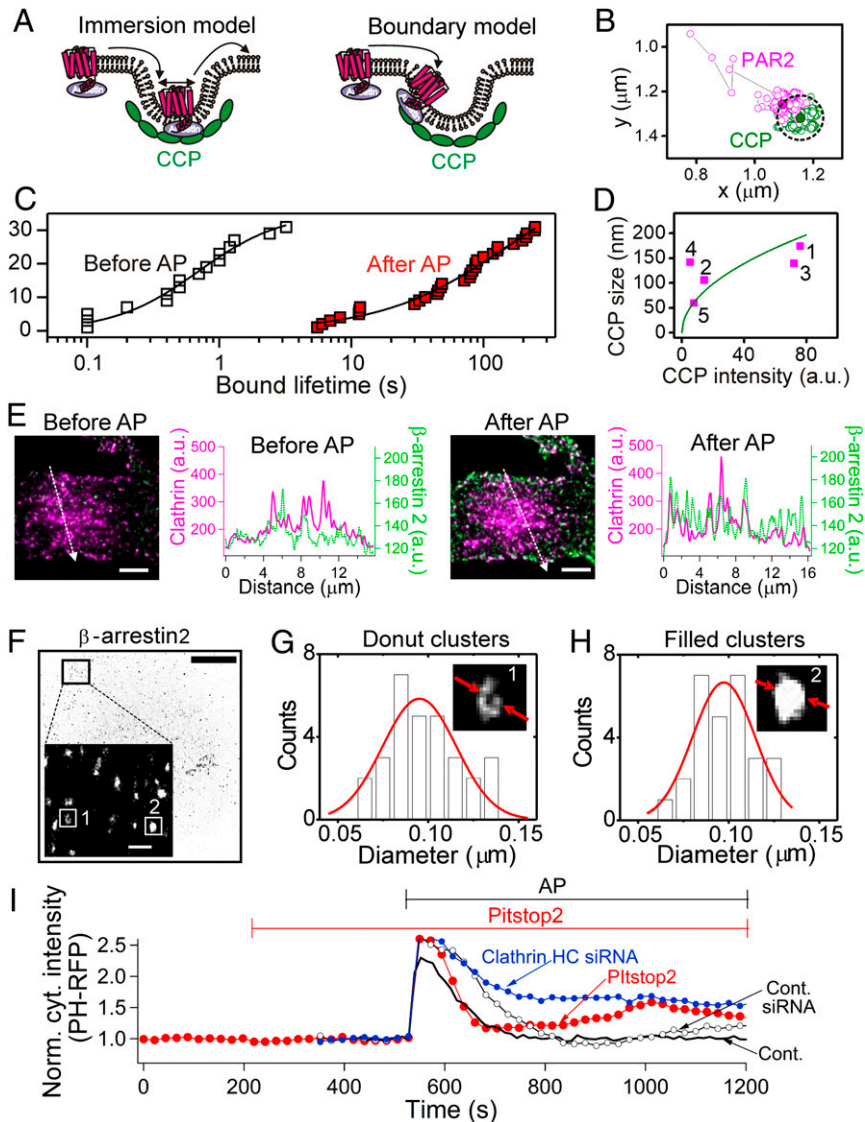 A
Immersion model
Boundary model
CCP
CCP
B
PAR2
CCP
1.0
1.2
1.4
y (μm)
0.8
1.0
1.2
x (μm)
C
30
20
10
0
Before AP
After AP
0.1
1
10
100
Bound lifetime (s)
D
200
150
100
50
0
CCP size (nm)
4
2
5
1
3
0
40
80
CCP intensity (a.u.)
E
Before AP
Before AP
Clathrin (a.u.)
500
400
300
200
200
180
160
140
120
β-arrestin 2 (a.u.)
0
4
8
12
Distance (μm)
After AP
After AP
Clathrin (a.u.)
500
400
300
200
200
180
160
140
120
β-arrestin 2 (a.u.)
0
4
8
12
16
Distance (μm)
F
β-arrestin2
1
2
G
Donut clusters
8
4
0
Counts
1
0.05
0.10
0.15
Diameter (μm)
H
Filled clusters
8
4
0
Counts
2
0.05
0.10
0.15
Diameter (μm)
I
AP
Pitstop2
2.5
2.0
1.5
1.0
Norm. cyt. intensity
(PH-RFP)
Clathrin HC siRNA
PItstop2
Cont.
siRNA
Cont.
0
200
400
600
800
1000
1200
Time (s)